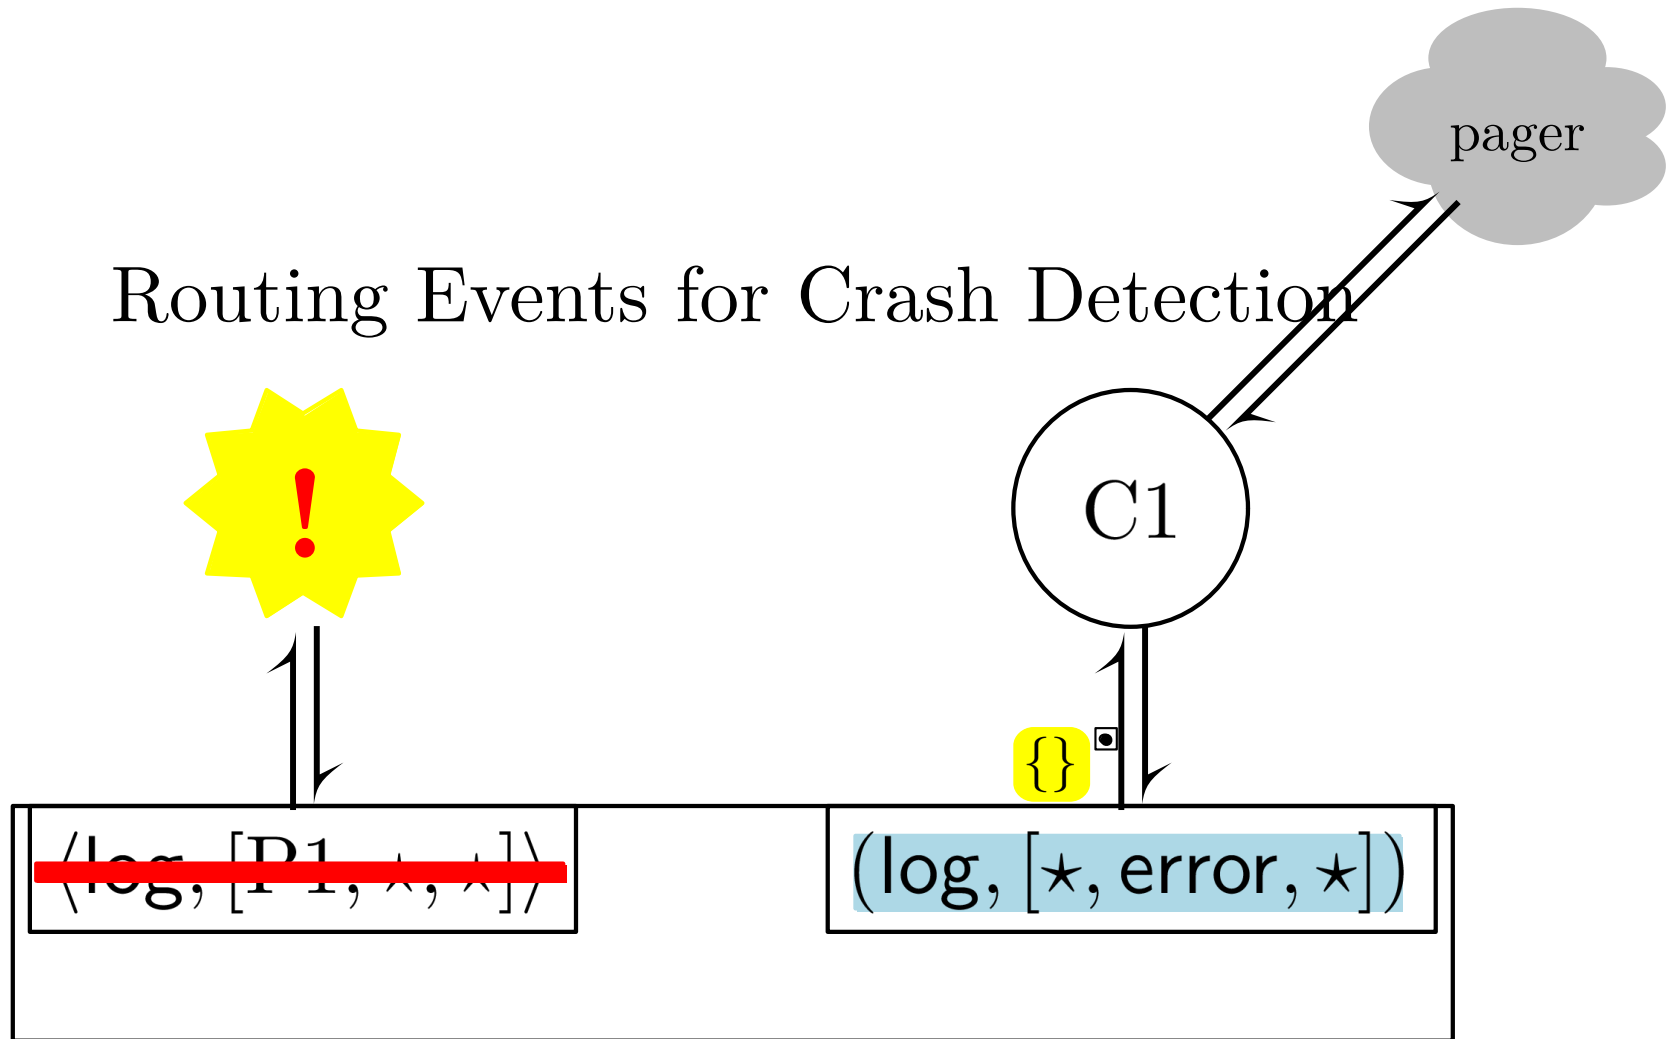 pager
Routing Events for Crash Detection
!
C1
{}
⟨log, [P1, ⋆, ⋆]⟩
(log, [⋆, error, ⋆])